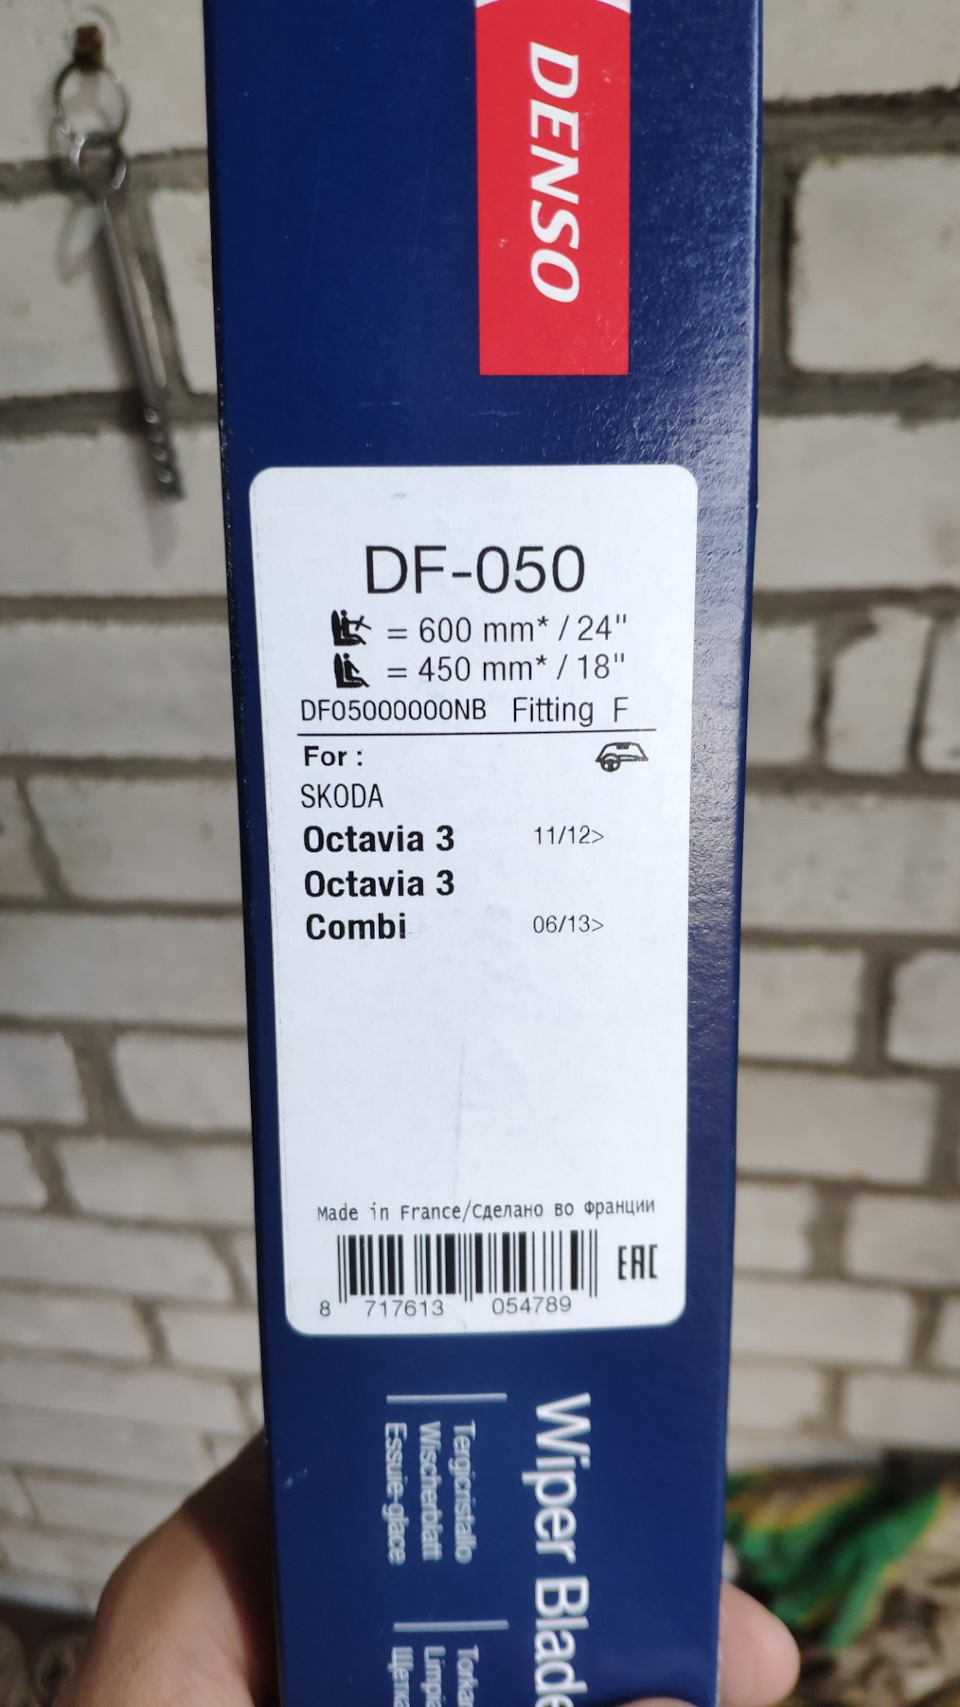 DENSO
DF-050
= 600 mm* / 24"
= 450 mm* / 18"
DF05000000NB Fitting F
For :
SKODA
Octavia 3 11/12>
Octavia 3
Combi 06/13>
Made in France/Сделано во Франции
EAC
8 717613 054789
Wiper Blade
Tergicristallo
Wischerblatt
Essuie-glace